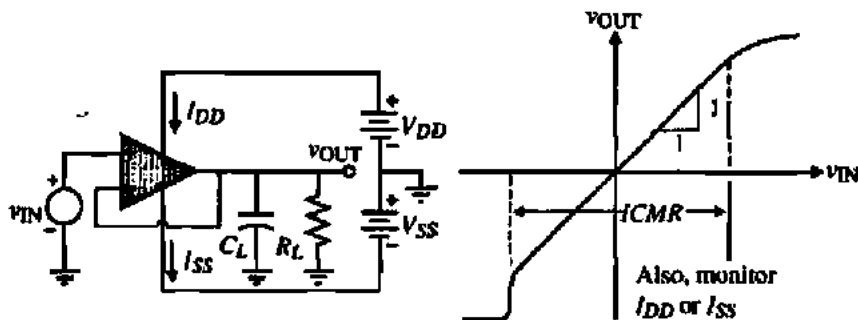 I_DD
V_DD
v_OUT
v_IN
C_L
R_L
V_SS
I_SS
v_OUT
1
1
v_IN
ICMR
Also, monitor
I_DD or I_SS